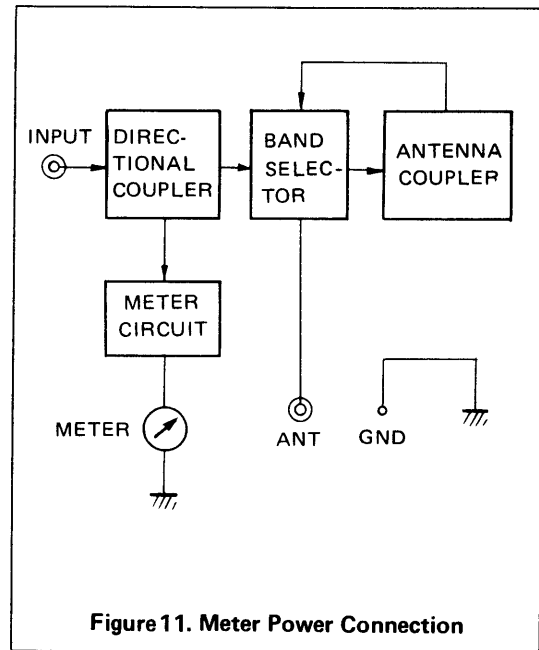 INPUT
DIREC-
TIONAL
COUPLER
BAND
SELEC-
TOR
ANTENNA
COUPLER
METER
CIRCUIT
METER
ANT
GND
Figure 11. Meter Power Connection